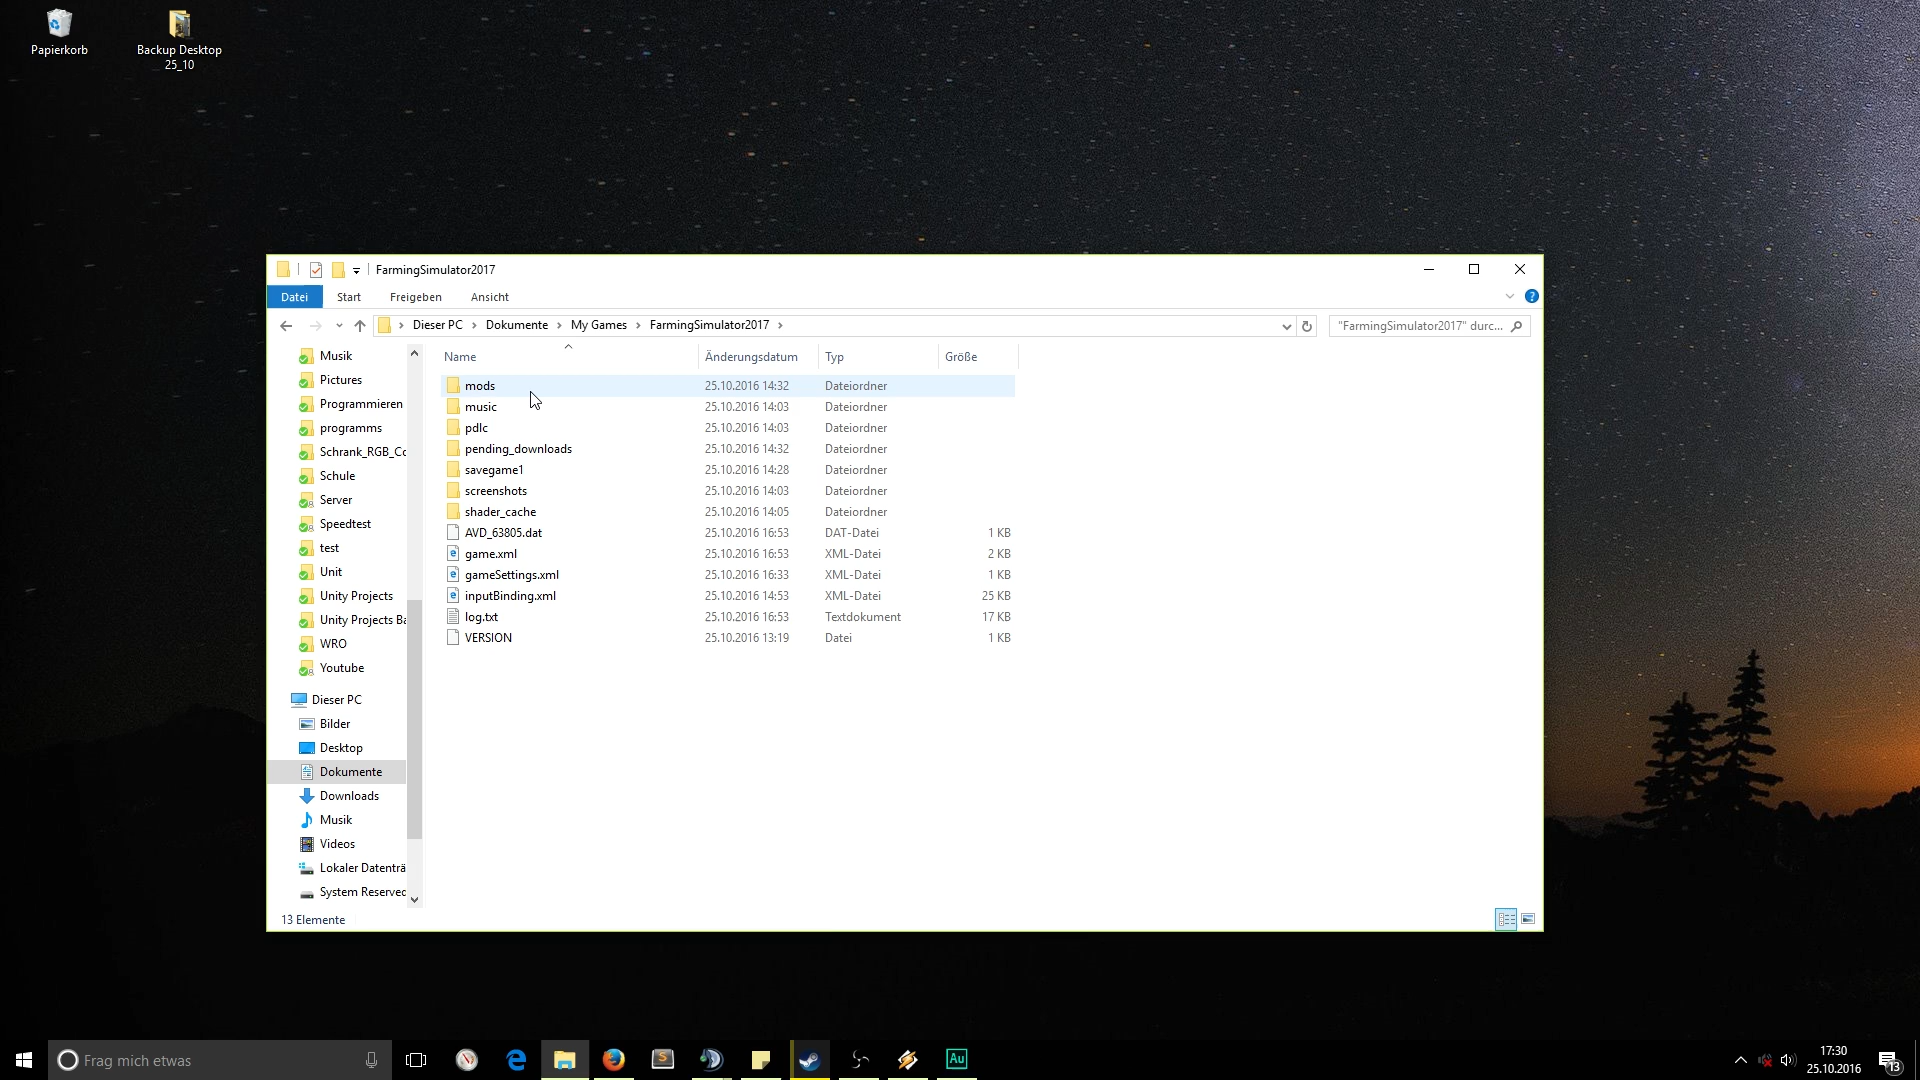 Papierkorb
Backup Desktop
25_10
FarmingSimulator2017
Datei Start Freigeben Ansicht
Dieser PC Dokumente My Games FarmingSimulator2017
"FarmingSimulator2017" durc...
Musik
Pictures
Programmieren
programms
Schrank_RGB_Cc
Schule
Server
Speedtest
test
Unit
Unity Projects
Unity Projects Ba
WRO
Youtube
Dieser PC
Bilder
Desktop
Dokumente
Downloads
Musik
Videos
Lokaler Datenträ
System Reserved
Name Änderungsdatum Typ Größe
mods 25.10.2016 14:32 Dateiordner
music 25.10.2016 14:03 Dateiordner
pdlc 25.10.2016 14:03 Dateiordner
pending_downloads 25.10.2016 14:32 Dateiordner
savegame1 25.10.2016 14:28 Dateiordner
screenshots 25.10.2016 14:03 Dateiordner
shader_cache 25.10.2016 14:05 Dateiordner
AVD_63805.dat 25.10.2016 16:53 DAT-Datei 1 KB
game.xml 25.10.2016 16:53 XML-Datei 2 KB
gameSettings.xml 25.10.2016 16:33 XML-Datei 1 KB
inputBinding.xml 25.10.2016 14:53 XML-Datei 25 KB
log.txt 25.10.2016 16:53 Textdokument 17 KB
VERSION 25.10.2016 13:19 Datei 1 KB
13 Elemente
Frag mich etwas
S
Au
17:30
25.10.2016
13